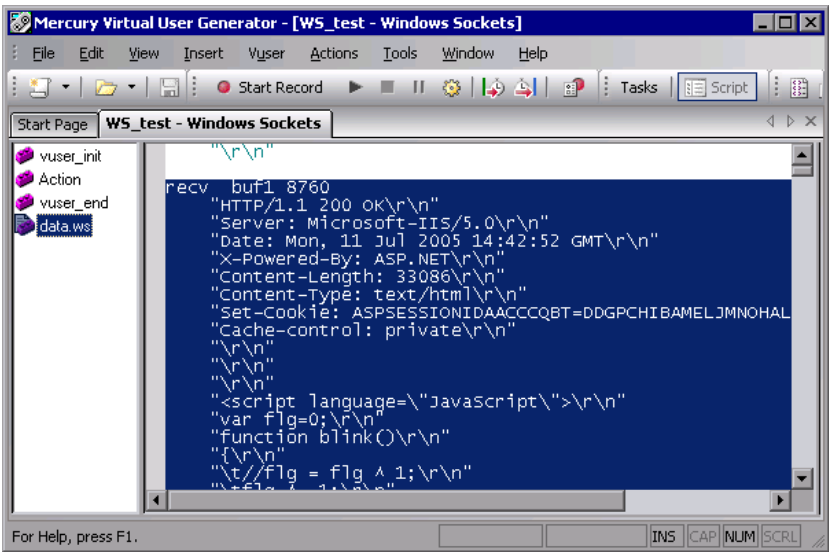 Mercury Virtual User Generator - [WS_test - Windows Sockets]
File Edit View Insert Vuser Actions Tools Window Help
Start Record Tasks Script
Start Page WS_test - Windows Sockets
vuser_init
Action
vuser_end
data.ws
"\r\n"
recv buf1 8760
"HTTP/1.1 200 OK\r\n"
"Server: Microsoft-IIS/5.0\r\n"
"Date: Mon, 11 Jul 2005 14:42:52 GMT\r\n"
"X-Powered-By: ASP.NET\r\n"
"Content-Length: 33086\r\n"
"Content-Type: text/html\r\n"
"Set-Cookie: ASPSESSIONIDAACCCQBT=DDGPCHIBAMELJMNOHAL
"Cache-control: private\r\n"
"\r\n"
"\r\n"
"\r\n"
"<script language=\"JavaScript\">\r\n"
"var flg=0;\r\n"
"function blink()\r\n"
"{\r\n"
"\t//flg = flg ^ 1;\r\n"
For Help, press F1.
INS CAP NUM SCRL